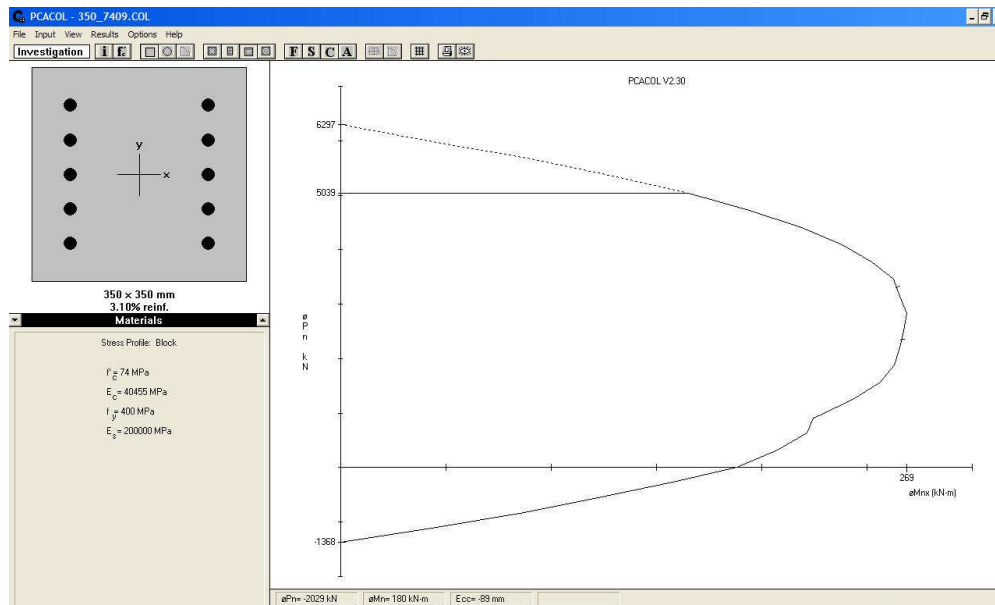 PCACOL - 350_7409.COL
File Input View Results Options Help
Investigation i f'c F S C A
y
x
350 x 350 mm
3.10% reinf.
Materials
Stress Profile: Block
f'c = 74 MPa
Ec = 40455 MPa
fy = 400 MPa
Es = 200000 MPa
PCACOL V2.30
6297
5039
ø
P
n
k
N
269
øMnx (kN-m)
-1368
øPn= -2029 kN øMn= 180 kN-m Ecc= -89 mm